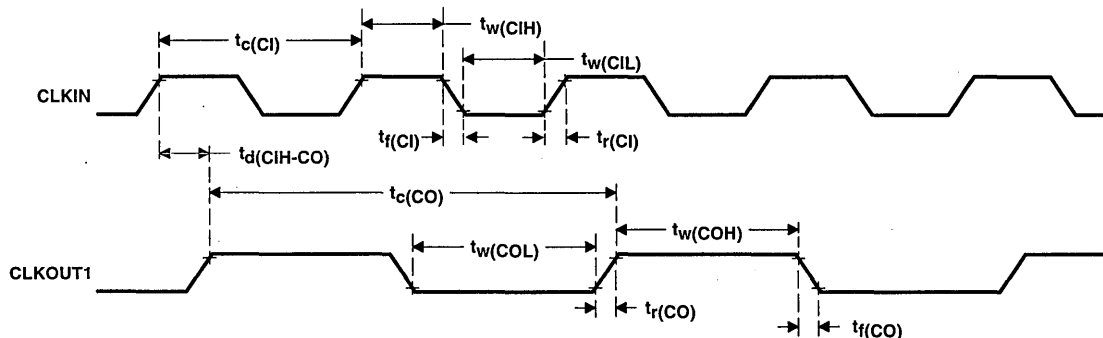 tw(CIH)
tc(CI)
tw(CIL)
CLKIN
tf(CI)
tr(CI)
td(CIH-CO)
tc(CO)
tw(COL)
tw(COH)
CLKOUT1
tr(CO)
tf(CO)